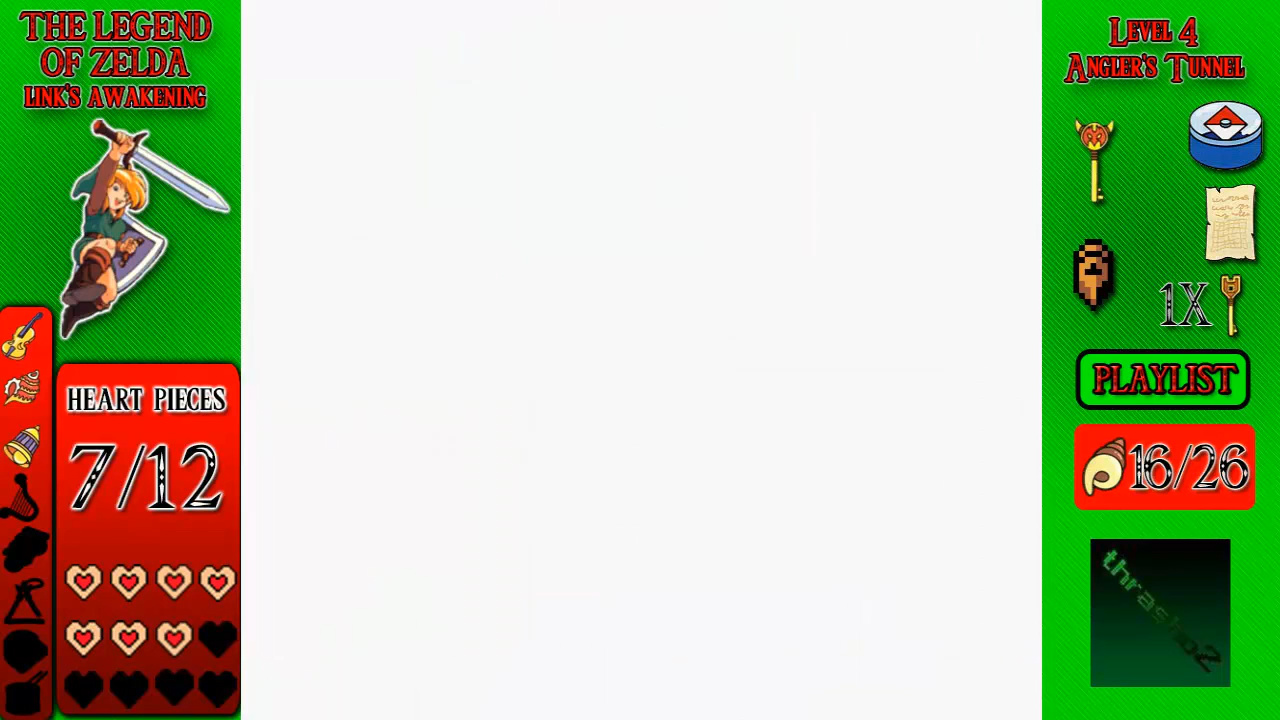 THE LEGEND
OF ZELDA
LINK'S AWAKENING
HEART PIECES
7/12
LEVEL 4
ANGLER'S TUNNEL
1X
PLAYLIST
16/26